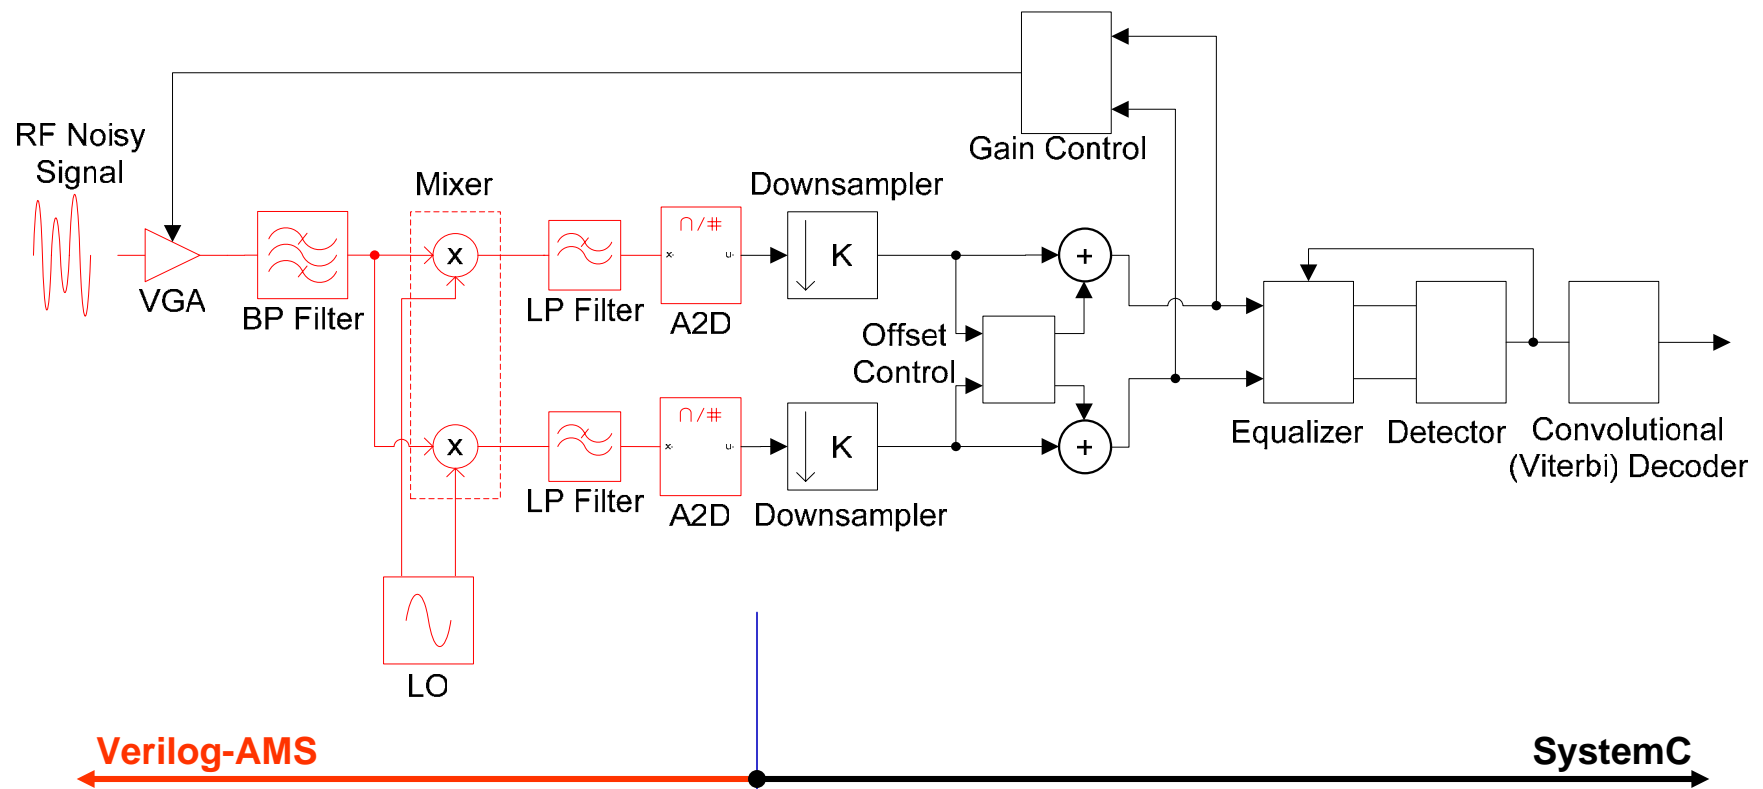 RF Noisy
Signal
VGA
BP Filter
Mixer
x
x
LO
LP Filter
LP Filter
∩/#
A2D
∩/#
A2D
Downsampler
K
K
Downsampler
Offset
Control
+
+
Gain Control
Equalizer
Detector
Convolutional
(Viterbi) Decoder
Verilog-AMS
SystemC